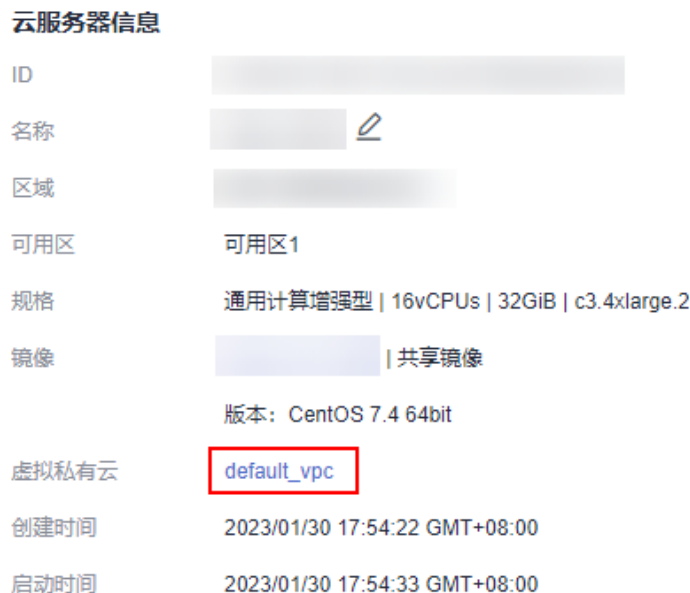 云服务器信息
ID
名称
区域
可用区 可用区1
规格 通用计算增强型 | 16vCPUs | 32GiB | c3.4xlarge.2
镜像 | 共享镜像
版本：CentOS 7.4 64bit
虚拟私有云 default_vpc
创建时间 2023/01/30 17:54:22 GMT+08:00
启动时间 2023/01/30 17:54:33 GMT+08:00